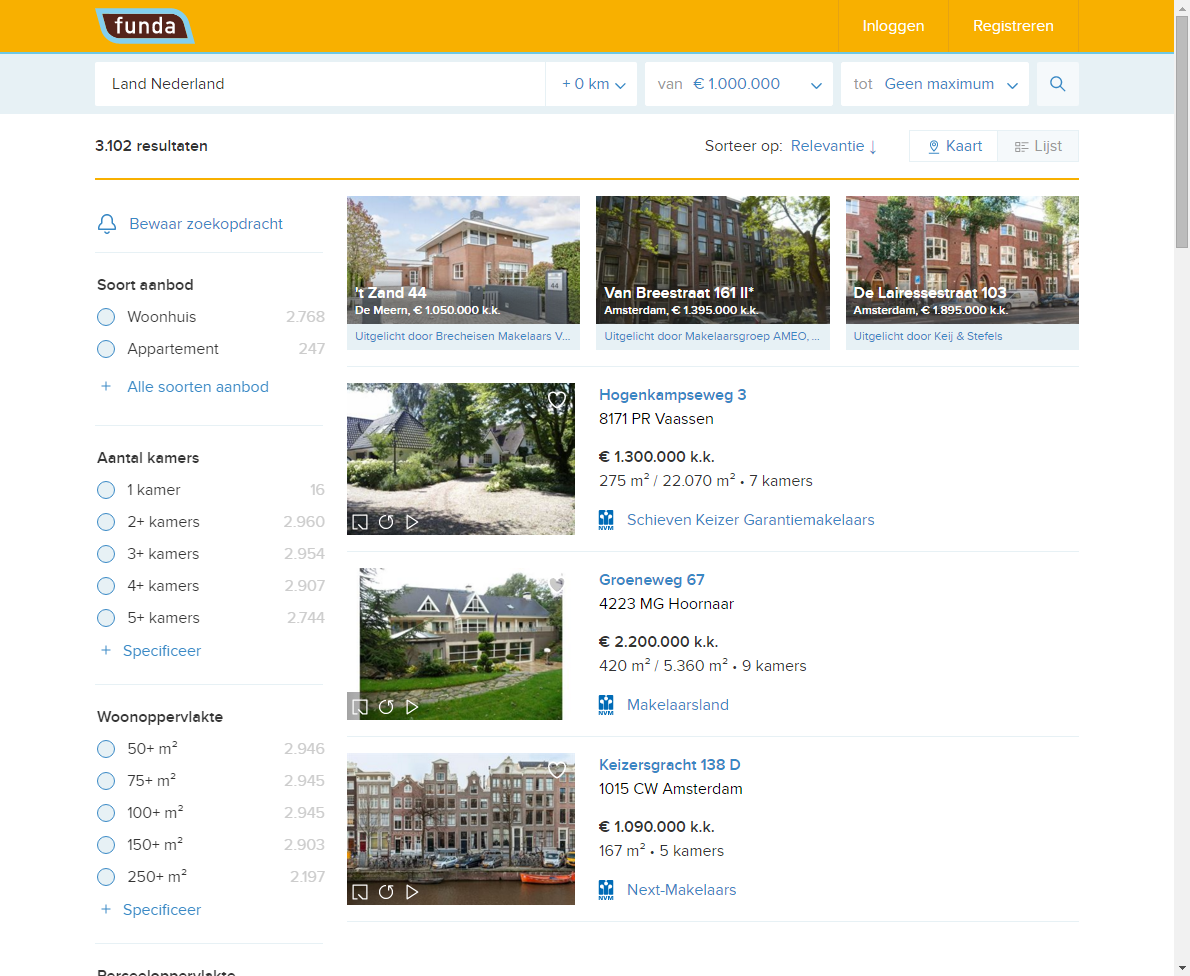 funda
Inloggen
Registreren
Land Nederland
+ 0 km
van € 1.000.000
tot Geen maximum
3.102 resultaten
Sorteer op: Relevantie ↓
Kaart
Lijst
Bewaar zoekopdracht
Soort aanbod
Woonhuis 2.768
Appartement 247
+ Alle soorten aanbod
Aantal kamers
1 kamer 16
2+ kamers 2.960
3+ kamers 2.954
4+ kamers 2.907
5+ kamers 2.744
+ Specificeer
Woonoppervlakte
50+ m² 2.946
75+ m² 2.945
100+ m² 2.945
150+ m² 2.903
250+ m² 2.197
+ Specificeer
Perceeloppervlakte
't Zand 44
De Meern, € 1.050.000 k.k.
Uitgelicht door Brecheisen Makelaars V...
44
Van Breestraat 161 II*
Amsterdam, € 1.395.000 k.k.
Uitgelicht door Makelaarsgroep AMEO, ...
De Lairessestraat 103
Amsterdam, € 1.895.000 k.k.
Uitgelicht door Keij & Stefels
Hogenkampseweg 3
8171 PR Vaassen
€ 1.300.000 k.k.
275 m² / 22.070 m² • 7 kamers
NVM Schieven Keizer Garantiemakelaars
Groeneweg 67
4223 MG Hoornaar
€ 2.200.000 k.k.
420 m² / 5.360 m² • 9 kamers
NVM Makelaarsland
Keizersgracht 138 D
1015 CW Amsterdam
€ 1.090.000 k.k.
167 m² • 5 kamers
NVM Next-Makelaars